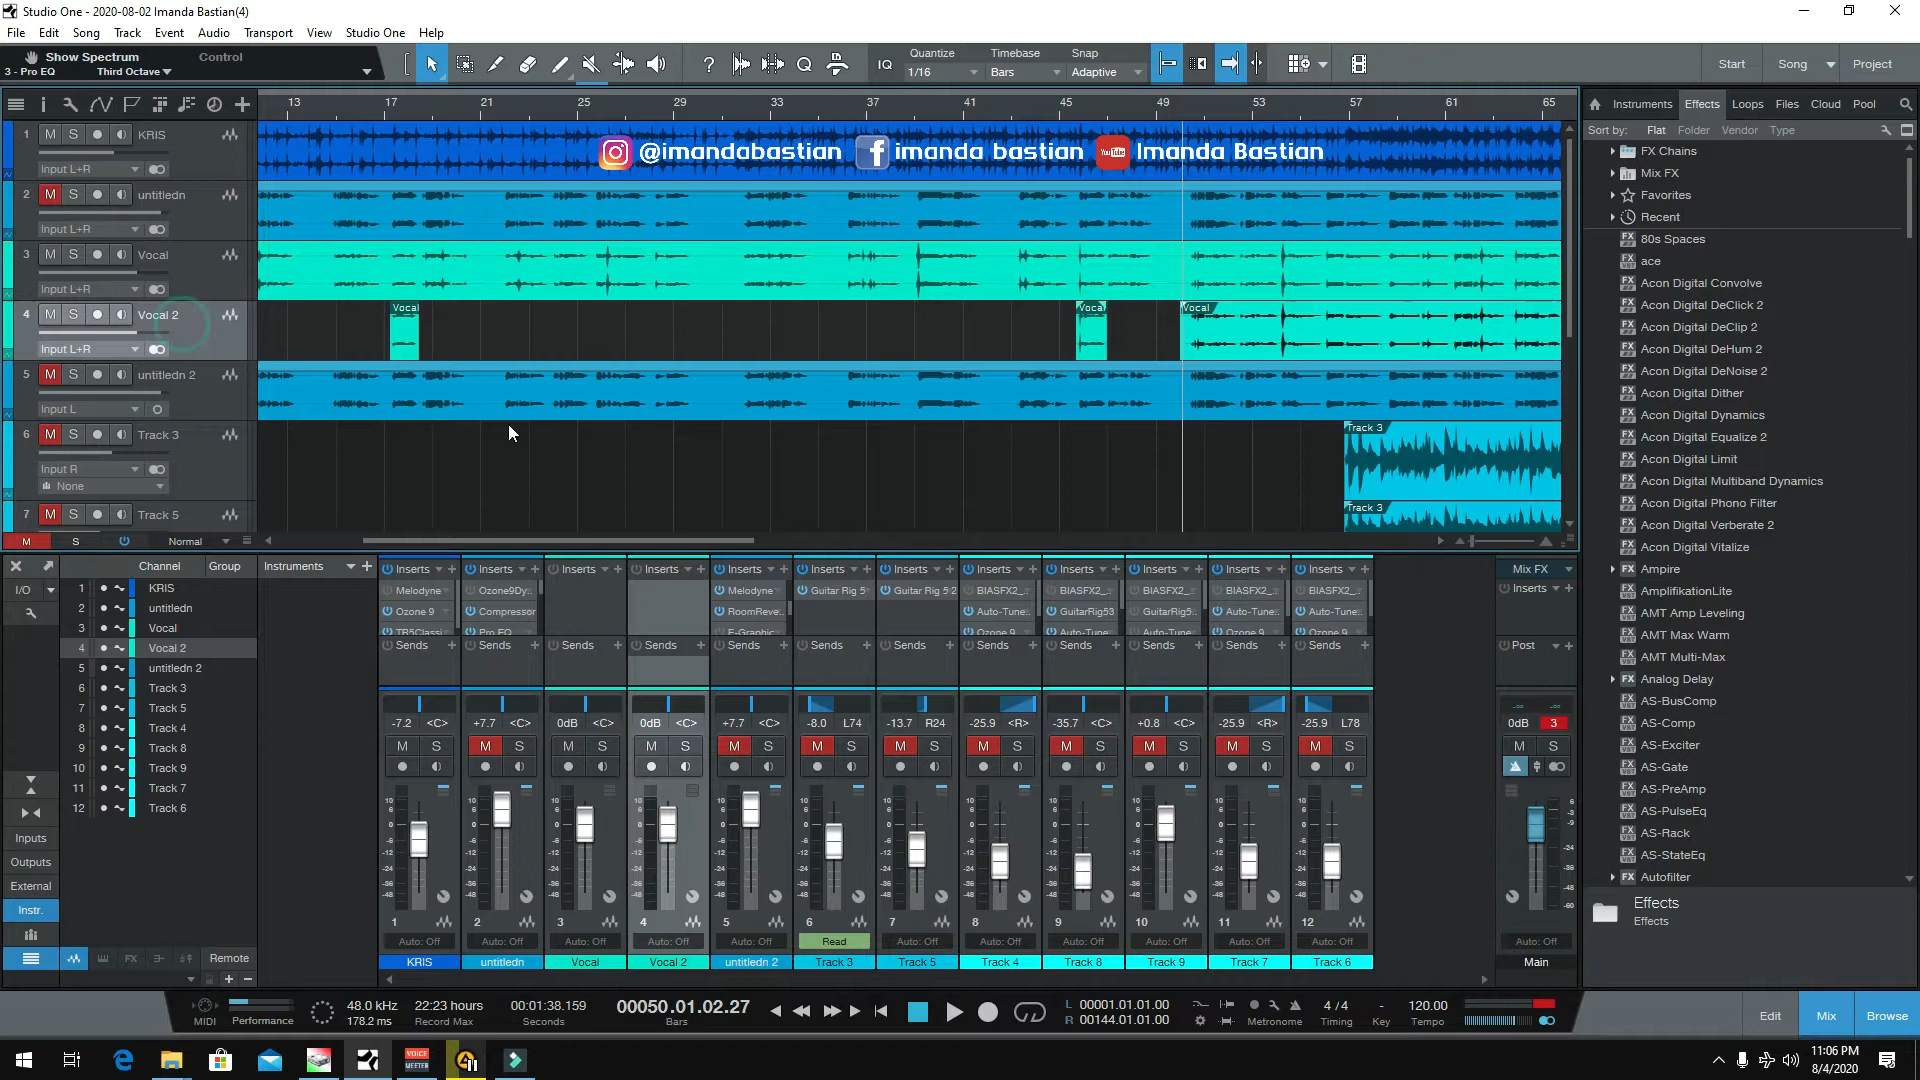 Studio One - 2020-08-02 Imanda Bastian(4)
File Edit Song Track Event Audio Transport View Studio One Help
Show Spectrum Control
3 - Pro EQ Third Octave
IQ Quantize 1/16 Timebase Bars Snap Adaptive
Start Song Project
13 17 21 25 29 33 37 41 45 49 53 57 61 65
Instruments Effects Loops Files Cloud Pool
Sort by: Flat Folder Vendor Type
1 M S KRIS
Input L+R
@imandabastian imanda bastian YouTube Imanda Bastian
2 M S untitledn
Input L+R
3 M S Vocal
Input L+R
4 M S Vocal 2
Input L+R
Vocal Vocal Vocal
5 M S untitledn 2
Input L
6 M S Track 3
Input R
None
Track 3
7 M S Track 5
Track 3
M S Normal
FX Chains
Mix FX
Favorites
Recent
80s Spaces
ace
Acon Digital Convolve
Acon Digital DeClick 2
Acon Digital DeClip 2
Acon Digital DeHum 2
Acon Digital DeNoise 2
Acon Digital Dither
Acon Digital Dynamics
Acon Digital Equalize 2
Acon Digital Limit
Acon Digital Multiband Dynamics
Acon Digital Phono Filter
Acon Digital Verberate 2
Acon Digital Vitalize
Ampire
AmplifikationLite
AMT Amp Leveling
AMT Max Warm
AMT Multi-Max
Analog Delay
AS-BusComp
AS-Comp
AS-Exciter
AS-Gate
AS-PreAmp
AS-PulseEq
AS-Rack
AS-StateEq
Autofilter
Effects
Effects
Channel Group Instruments
I/O
1 KRIS
2 untitledn
3 Vocal
4 Vocal 2
5 untitledn 2
6 Track 3
7 Track 5
8 Track 4
9 Track 8
10 Track 9
11 Track 7
12 Track 6
Inputs
Outputs
External
Instr.
FX Remote
Inserts Inserts Inserts Inserts Inserts Inserts Inserts Inserts Inserts Inserts Inserts Inserts Mix FX
Melodyne Ozone9Dy.. Melodyne Guitar Rig 5 Guitar Rig 5 2 BIASFX2_ BIASFX2_ BIASFX2_ BIASFX2_ BIASFX2_ Inserts
Ozone 9 Compressor RoomReve.. Auto-Tune.. GuitarRig53 GuitarRig5.. Auto-Tune.. Auto-Tune..
TB5Classi Pro EQ E-Graphic Ozone 9 Auto-Tune Auto-Tune Ozone 9 Ozone 9
Sends Sends Sends Sends Sends Sends Sends Sends Sends Sends Sends Sends Post
-7.2 <C> +7.7 <C> 0dB <C> 0dB <C> +7.7 <C> -8.0 L74 -13.7 R24 -25.9 <R> -35.7 <C> +0.8 <C> -25.9 <R> -25.9 L78 0dB 3
M S M S M S M S M S M S M S M S M S M S M S M S M S
1 2 3 4 5 6 7 8 9 10 11 12
Auto: Off Auto: Off Auto: Off Auto: Off Auto: Off Read Auto: Off Auto: Off Auto: Off Auto: Off Auto: Off Auto: Off Auto: Off
KRIS untitledn Vocal Vocal 2 untitledn 2 Track 3 Track 5 Track 4 Track 8 Track 9 Track 7 Track 6 Main
MIDI Performance
48.0 kHz
178.2 ms
22:23 hours
Record Max
00:01:38.159
Seconds
00050.01.02.27
Bars
L 00001.01.01.00
R 00144.01.01.00
Metronome
4 / 4
Timing
-
Key
120.00
Tempo
Edit Mix Browse
VOICE MEETER
11:06 PM
8/4/2020